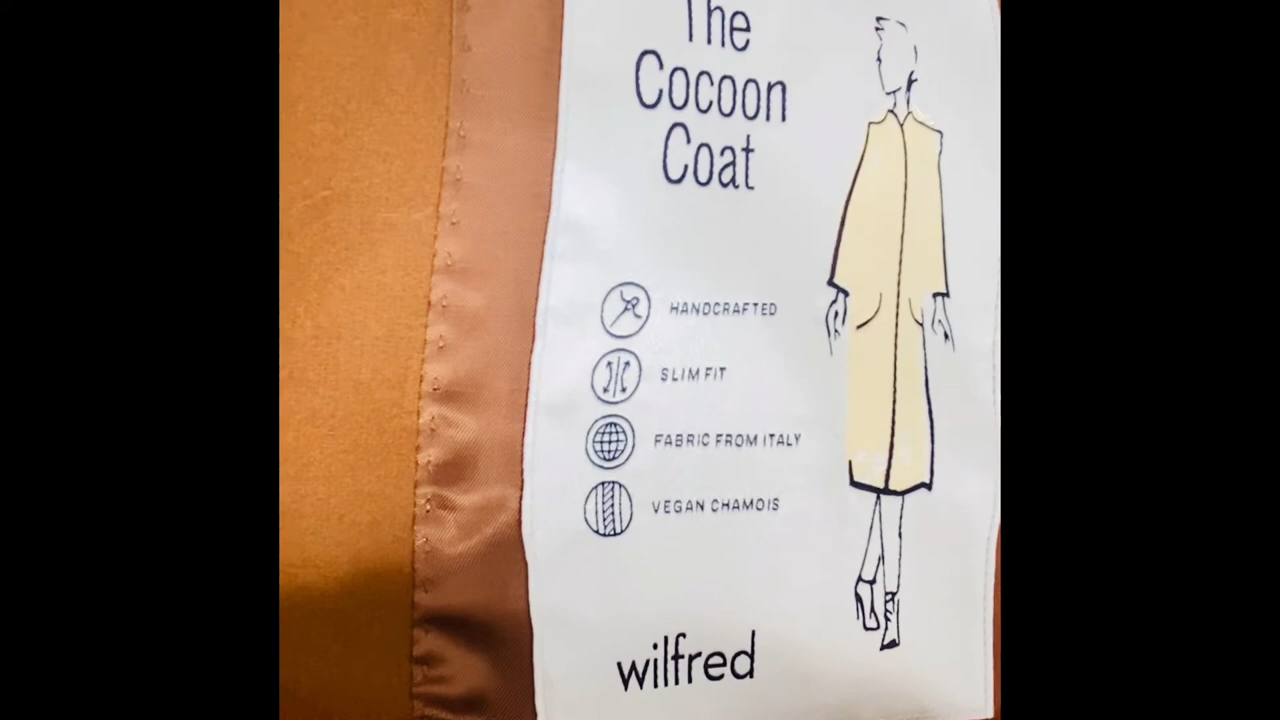 The
Cocoon
Coat
HANDCRAFTED
SLIM FIT
FABRIC FROM ITALY
VEGAN CHAMOIS
wilfred